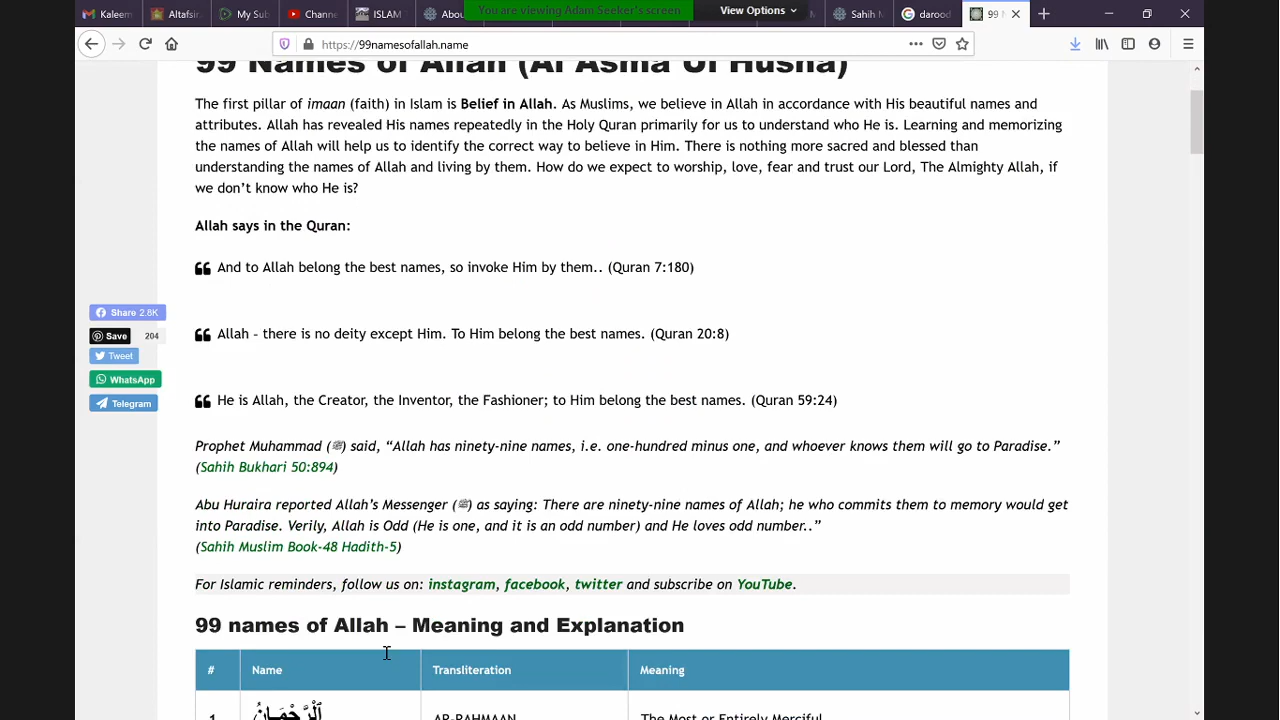 Kaleem
Altafsir
My Sub
Channe
ISLAM
Abou
You are viewing Adam Seeker's screen
View Options
Sahih M
darood
99 N
https://99namesofallah.name
99 Names of Allah (Al Asma Ul Husna)
The first pillar of imaan (faith) in Islam is Belief in Allah. As Muslims, we believe in Allah in accordance with His beautiful names and
attributes. Allah has revealed His names repeatedly in the Holy Quran primarily for us to understand who He is. Learning and memorizing
the names of Allah will help us to identify the correct way to believe in Him. There is nothing more sacred and blessed than
understanding the names of Allah and living by them. How do we expect to worship, love, fear and trust our Lord, The Almighty Allah, if
we don't know who He is?
Allah says in the Quran:
And to Allah belong the best names, so invoke Him by them.. (Quran 7:180)
Share 2.6K
Save 204
Tweet
WhatsApp
Telegram
Allah - there is no deity except Him. To Him belong the best names. (Quran 20:8)
He is Allah, the Creator, the Inventor, the Fashioner; to Him belong the best names. (Quran 59:24)
Prophet Muhammad (ﷺ) said, “Allah has ninety-nine names, i.e. one-hundred minus one, and whoever knows them will go to Paradise.”
(Sahih Bukhari 50:894)
Abu Huraira reported Allah’s Messenger (ﷺ) as saying: There are ninety-nine names of Allah; he who commits them to memory would get
into Paradise. Verily, Allah is Odd (He is one, and it is an odd number) and He loves odd number..”
(Sahih Muslim Book-48 Hadith-5)
For Islamic reminders, follow us on: instagram, facebook, twitter and subscribe on YouTube.
99 names of Allah – Meaning and Explanation
# Name Transliteration Meaning
1 ٱلْرَّحْمَـانُ AR-RAHMAAN The Most or Entirely Merciful